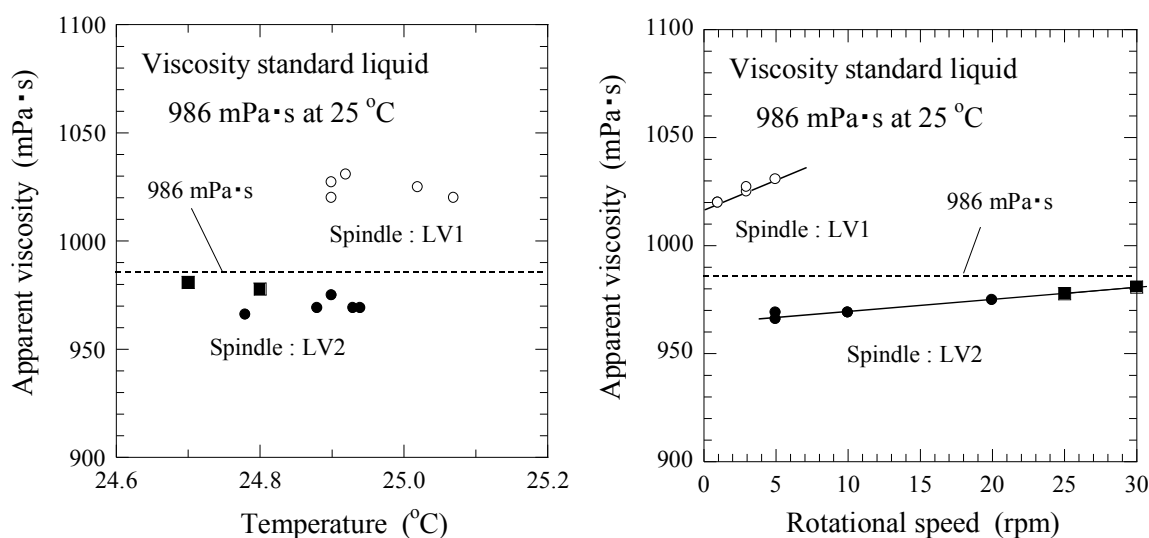 1100
1050
1000
950
900
Apparent viscosity (mPa･s)
Viscosity standard liquid
986 mPa･s at 25 °C
986 mPa･s
Spindle : LV1
Spindle : LV2
24.6
24.8
25.0
25.2
Temperature (°C)
1100
1050
1000
950
900
Apparent viscosity (mPa･s)
Viscosity standard liquid
986 mPa･s at 25 °C
986 mPa･s
Spindle : LV1
Spindle : LV2
0
5
10
15
20
25
30
Rotational speed (rpm)